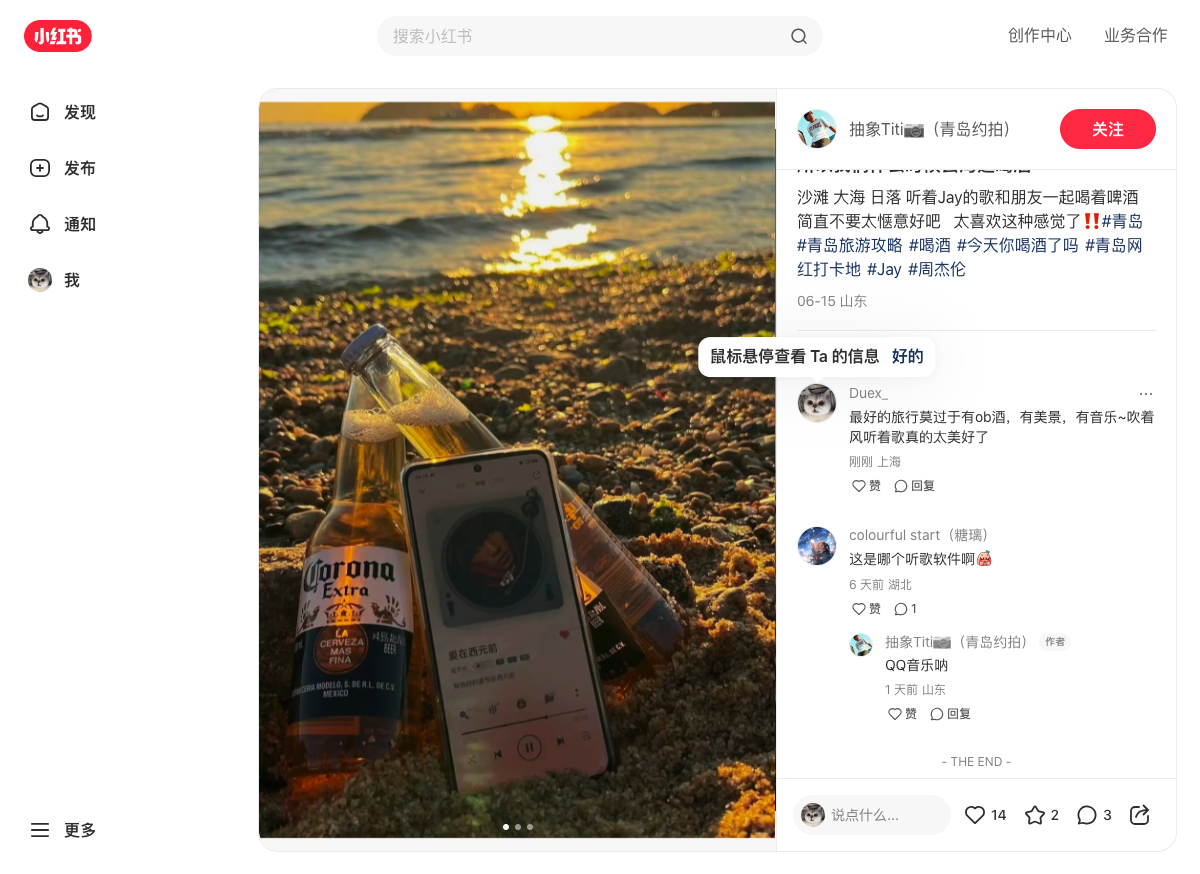 小红书
搜索小红书
创作中心
业务合作
发现
发布
通知
我
更多
抽象Titi📷（青岛约拍）
关注
沙滩 大海 日落 听着Jay的歌和朋友一起喝着啤酒
简直不要太惬意好吧 太喜欢这种感觉了‼️#青岛
#青岛旅游攻略 #喝酒 #今天你喝酒了吗 #青岛网
红打卡地 #Jay #周杰伦
06-15 山东
鼠标悬停查看 Ta 的信息 好的
Duex_
最好的旅行莫过于有ob酒，有美景，有音乐~吹着
风听着歌真的太美好了
刚刚 上海
赞 回复
colourful start（糖璃）
这是哪个听歌软件啊
6 天前 湖北
赞 1
抽象Titi📷（青岛约拍） 作者
QQ音乐呐
1 天前 山东
赞 回复
- THE END -
说点什么...
14
2
3
Corona
Extra
LA
CERVEZA
MAS
FINA
BEER
MEXICO
爱在西元前